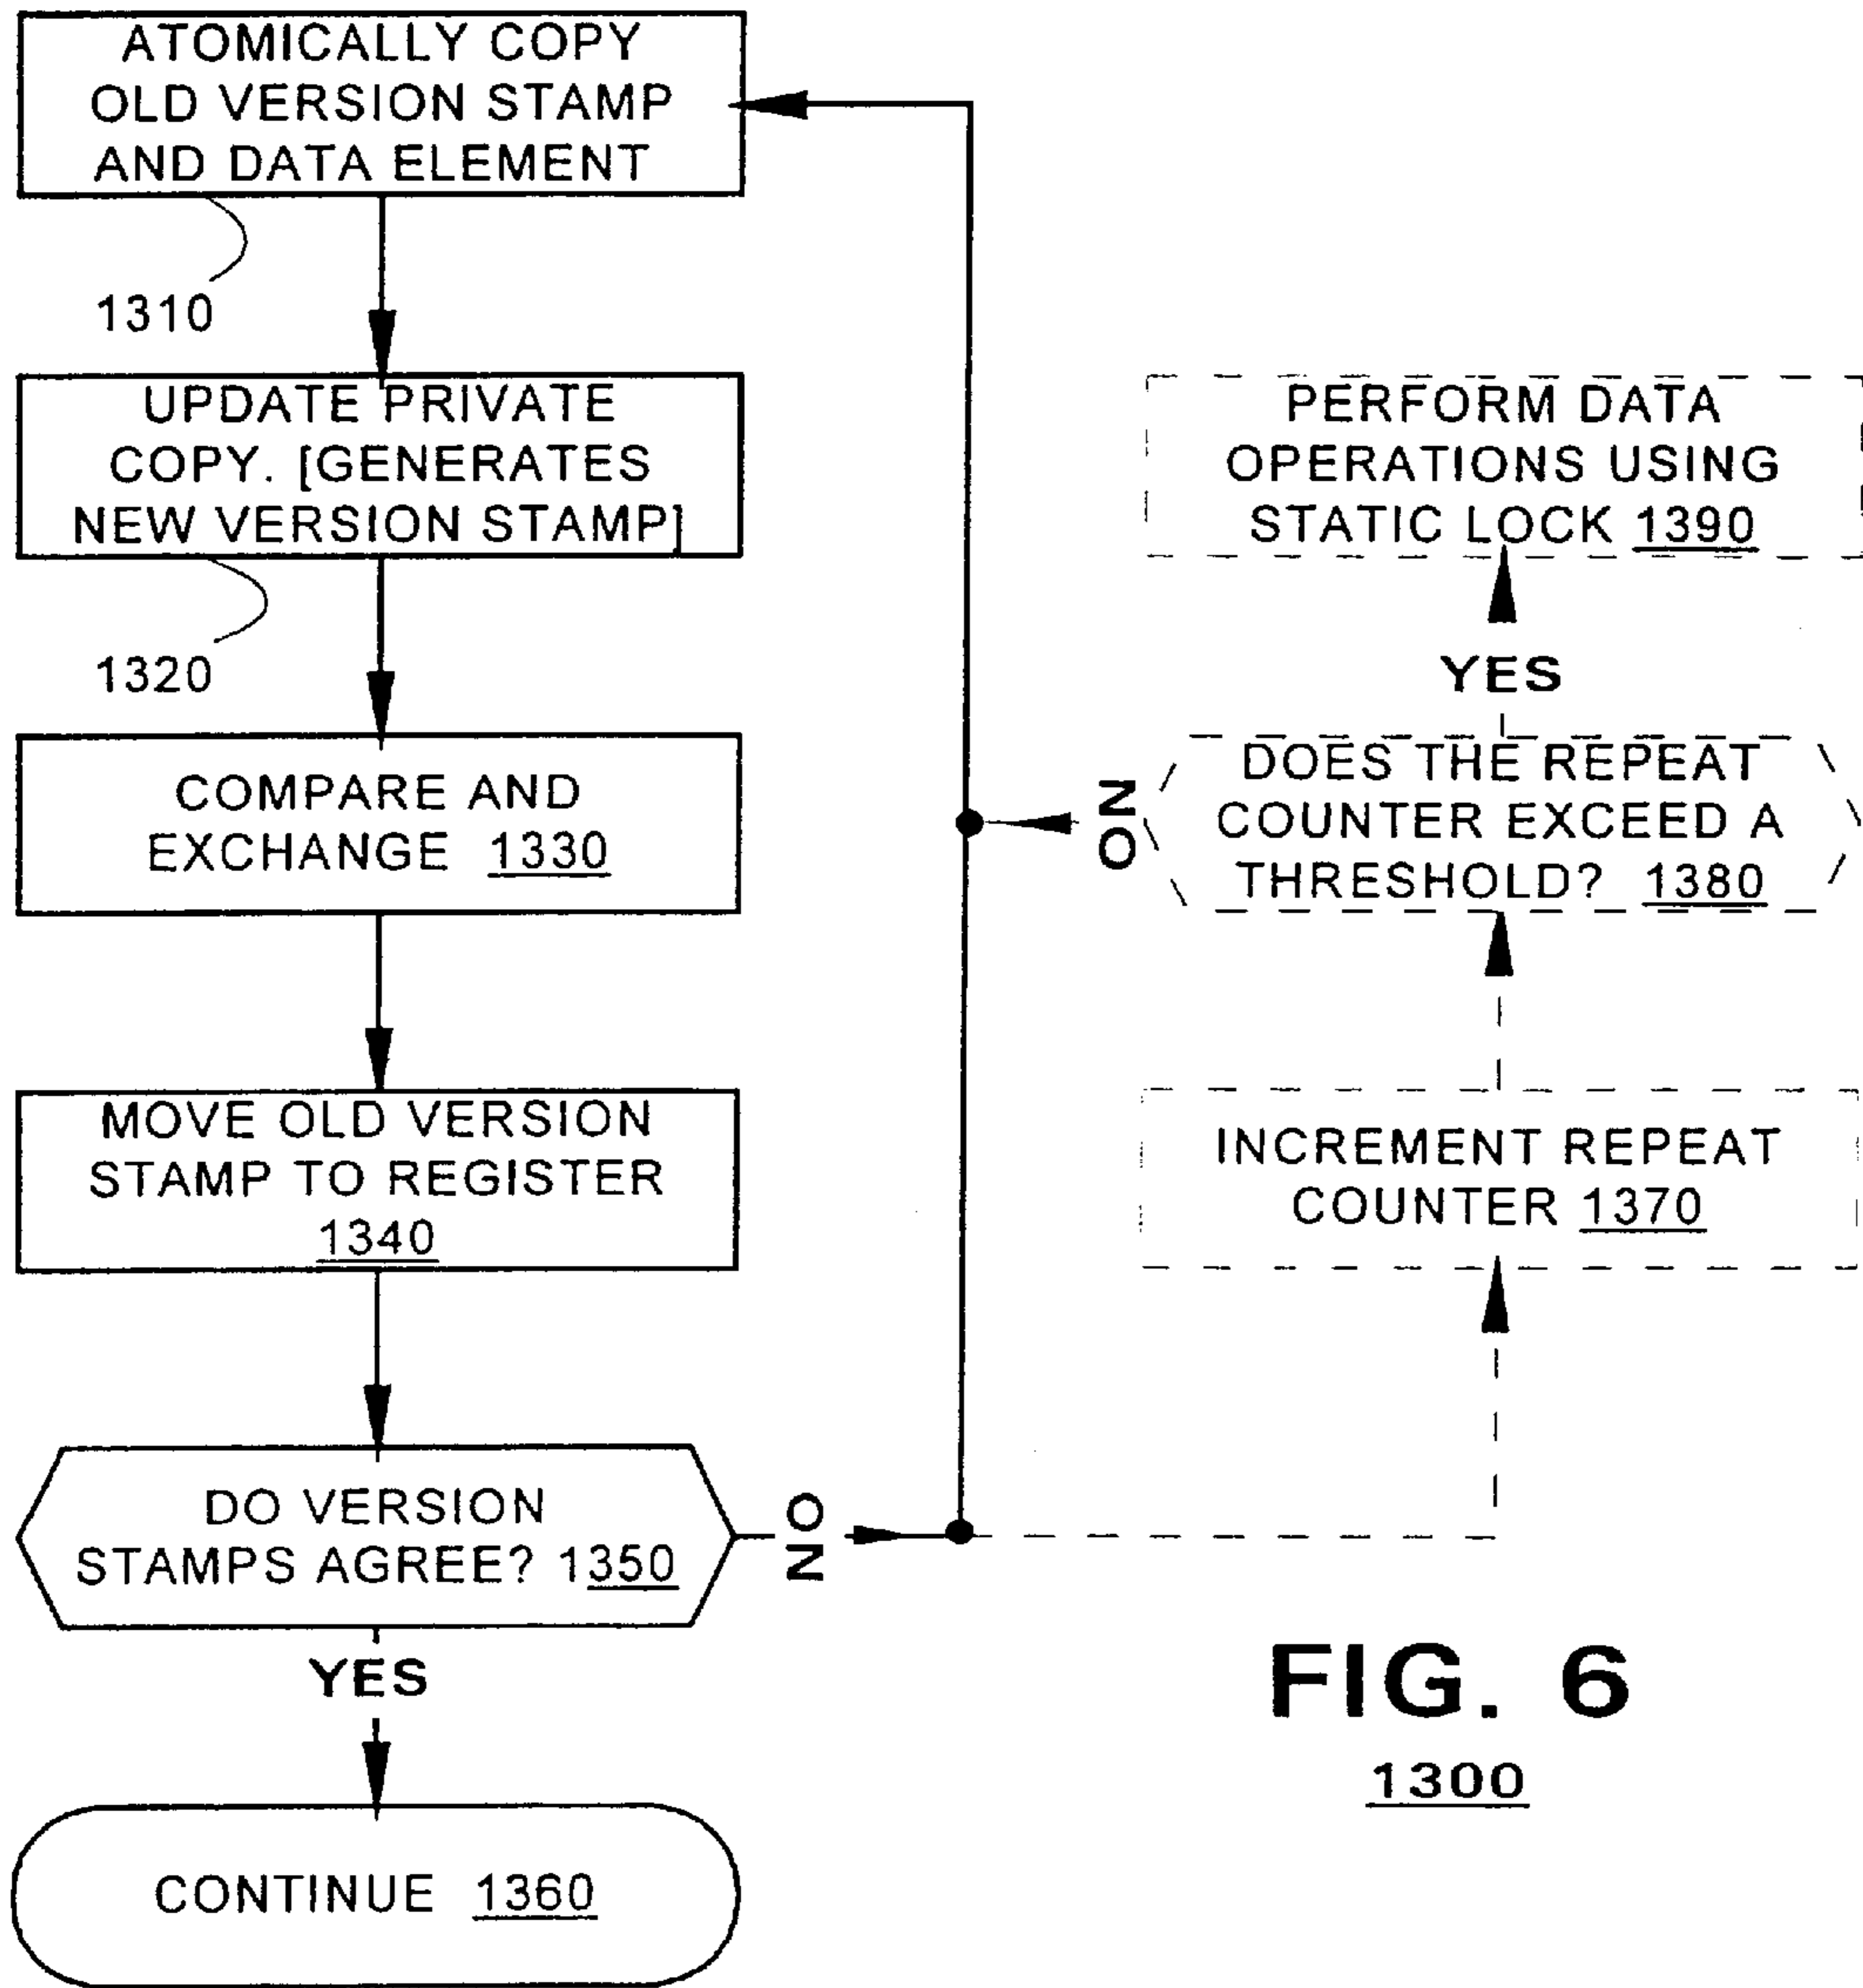 ATOMICALLY COPY
OLD VERSION STAMP
AND DATA ELEMENT
1310
UPDATE PRIVATE
COPY. [GENERATES
NEW VERSION STAMP]
1320
COMPARE AND
EXCHANGE 1330
MOVE OLD VERSION
STAMP TO REGISTER
1340
DO VERSION
STAMPS AGREE? 1350
NO
YES
CONTINUE 1360
PERFORM DATA
OPERATIONS USING
STATIC LOCK 1390
YES
DOES THE REPEAT
COUNTER EXCEED A
THRESHOLD? 1380
NO
INCREMENT REPEAT
COUNTER 1370
FIG. 6
1300